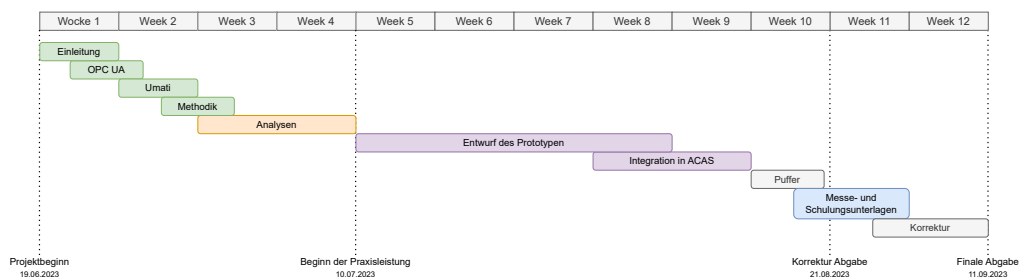 Wocke 1 Week 2 Week 3 Week 4 Week 5 Week 6 Week 7 Week 8 Week 9 Week 10 Week 11 Week 12
Einleitung
OPC UA
Umati
Methodik
Analysen
Entwurf des Prototypen
Integration in ACAS
Puffer
Messe- und
Schulungsunterlagen
Korrektur
Projektbeginn Beginn der Praxisleistung Korrektur Abgabe Finale Abgabe
19.06.2023 10.07.2023 21.08.2023 11.09.2023